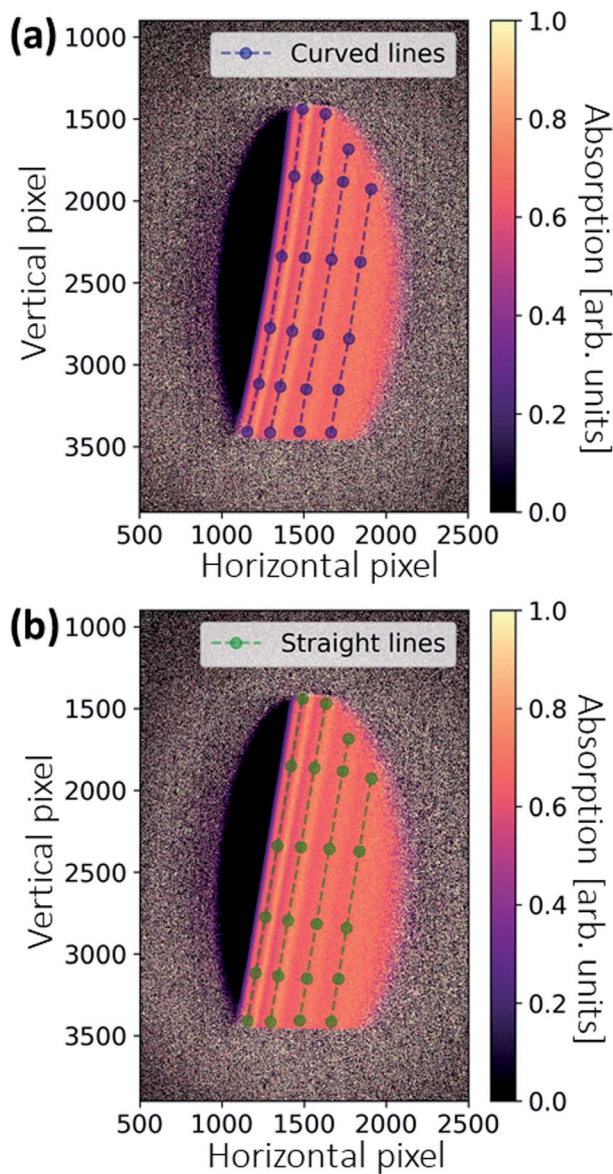 (a)
Curved lines
1000
1500
2000
2500
3000
3500
Vertical pixel
500 1000 1500 2000 2500
Horizontal pixel
1.0
0.8
0.6
0.4
0.2
0.0
Absorption [arb. units]
(b)
Straight lines
1000
1500
2000
2500
3000
3500
Vertical pixel
500 1000 1500 2000 2500
Horizontal pixel
1.0
0.8
0.6
0.4
0.2
0.0
Absorption [arb. units]